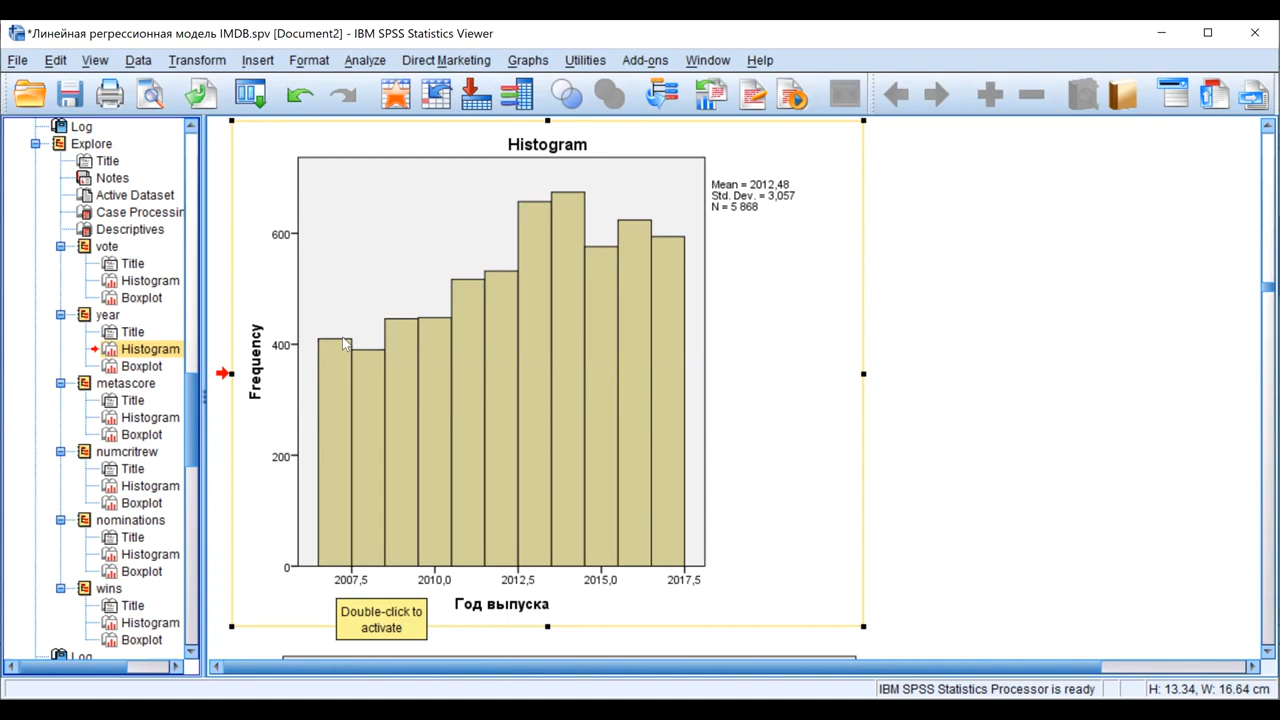 *Линейная регрессионная модель IMDB.spv [Document2] - IBM SPSS Statistics Viewer
File Edit View Data Transform Insert Format Analyze Direct Marketing Graphs Utilities Add-ons Window Help
Log
Explore
Title
Notes
Active Dataset
Case Processin
Descriptives
vote
Title
Histogram
Boxplot
year
Title
Histogram
Boxplot
metascore
Title
Histogram
Boxplot
numcritrew
Title
Histogram
Boxplot
nominations
Title
Histogram
Boxplot
wins
Title
Histogram
Boxplot
Log
Histogram
Mean = 2012,48
Std. Dev. = 3,057
N = 5 868
Frequency
600
400
200
0
2007,5 2010,0 2012,5 2015,0 2017,5
Год выпуска
Double-click to
activate
IBM SPSS Statistics Processor is ready H: 13.34, W: 16.64 cm